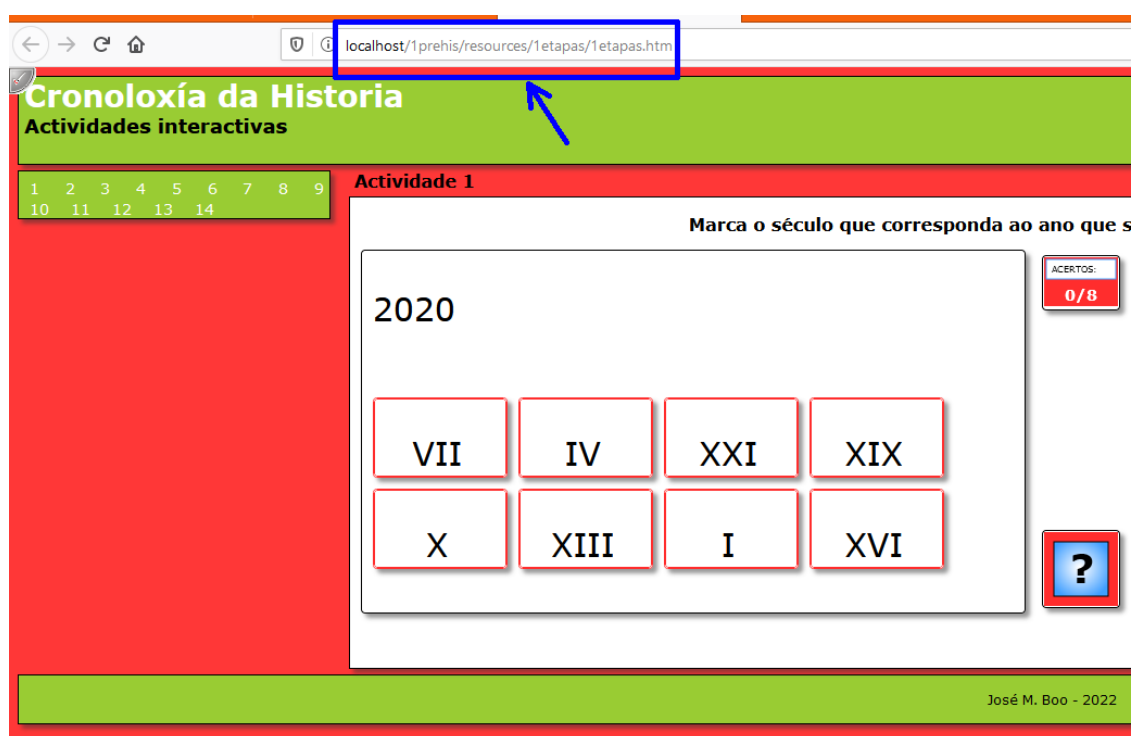 localhost/1prehis/resources/1etapas/1etapas.htm
Cronoloxía da Historia
Actividades interactivas
1 2 3 4 5 6 7 8 9
10 11 12 13 14
Actividade 1
Marca o século que corresponda ao ano que s
2020
ACERTOS:
0/8
VII IV XXI XIX
X XIII I XVI
?
José M. Boo - 2022